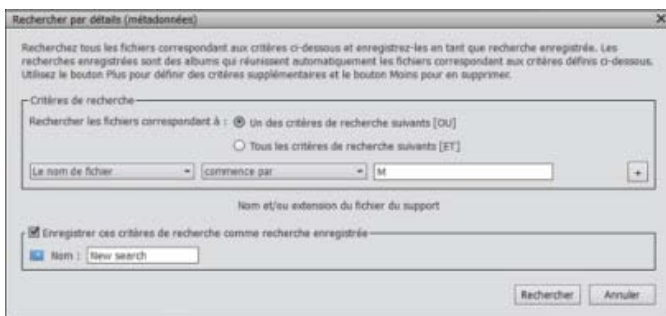 Rechercher par détails (métadonnées)
Recherchez tous les fichiers correspondant aux critères ci-dessous et enregistrez-les en tant que recherche enregistrée. Les
recherches enregistrées sont des albums qui réunissent automatiquement les fichiers correspondant aux critères définis ci-dessous.
Utilisez le bouton Plus pour définir des critères supplémentaires et le bouton Moins pour en supprimer.
Critères de recherche
Rechercher les fichiers correspondant à : Un des critères de recherche suivants [OU]
Tous les critères de recherche suivants [ET]
Le nom de fichier commence par M +
Nom et/ou extension du fichier du support
Enregistrer ces critères de recherche comme recherche enregistrée
Nom : New search
Rechercher Annuler